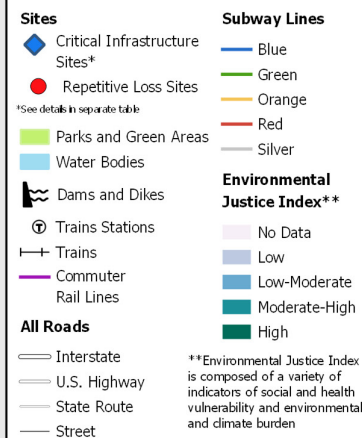 Sites
Critical Infrastructure
Sites*
Repetitive Loss Sites
*See details in separate table
Parks and Green Areas
Water Bodies
Dams and Dikes
T Trains Stations
Trains
Commuter
Rail Lines
All Roads
Interstate
U.S. Highway
State Route
Street
Subway Lines
Blue
Green
Orange
Red
Silver
Environmental
Justice Index**
No Data
Low
Low-Moderate
Moderate-High
High
**Environmental Justice Index
is composed of a variety of
indicators of social and health
vulnerability and environmental
and climate burden